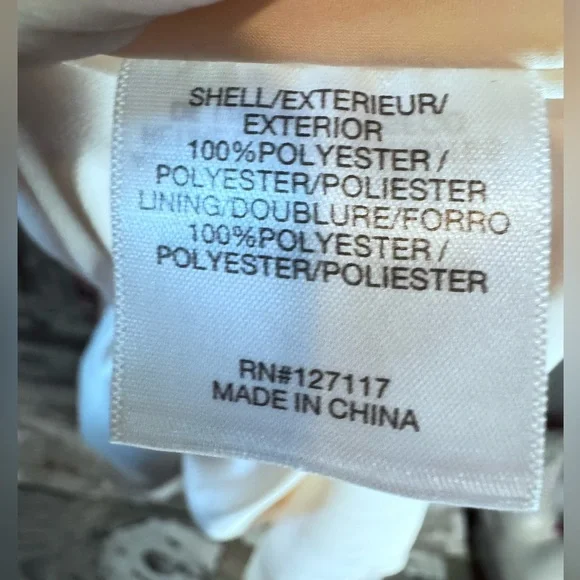 SHELL/EXTERIEUR/
EXTERIOR
100%POLYESTER /
POLYESTER/POLIESTER
LINING/DOUBLURE/FORRO
100%POLYESTER /
POLYESTER/POLIESTER
RN#127117
MADE IN CHINA